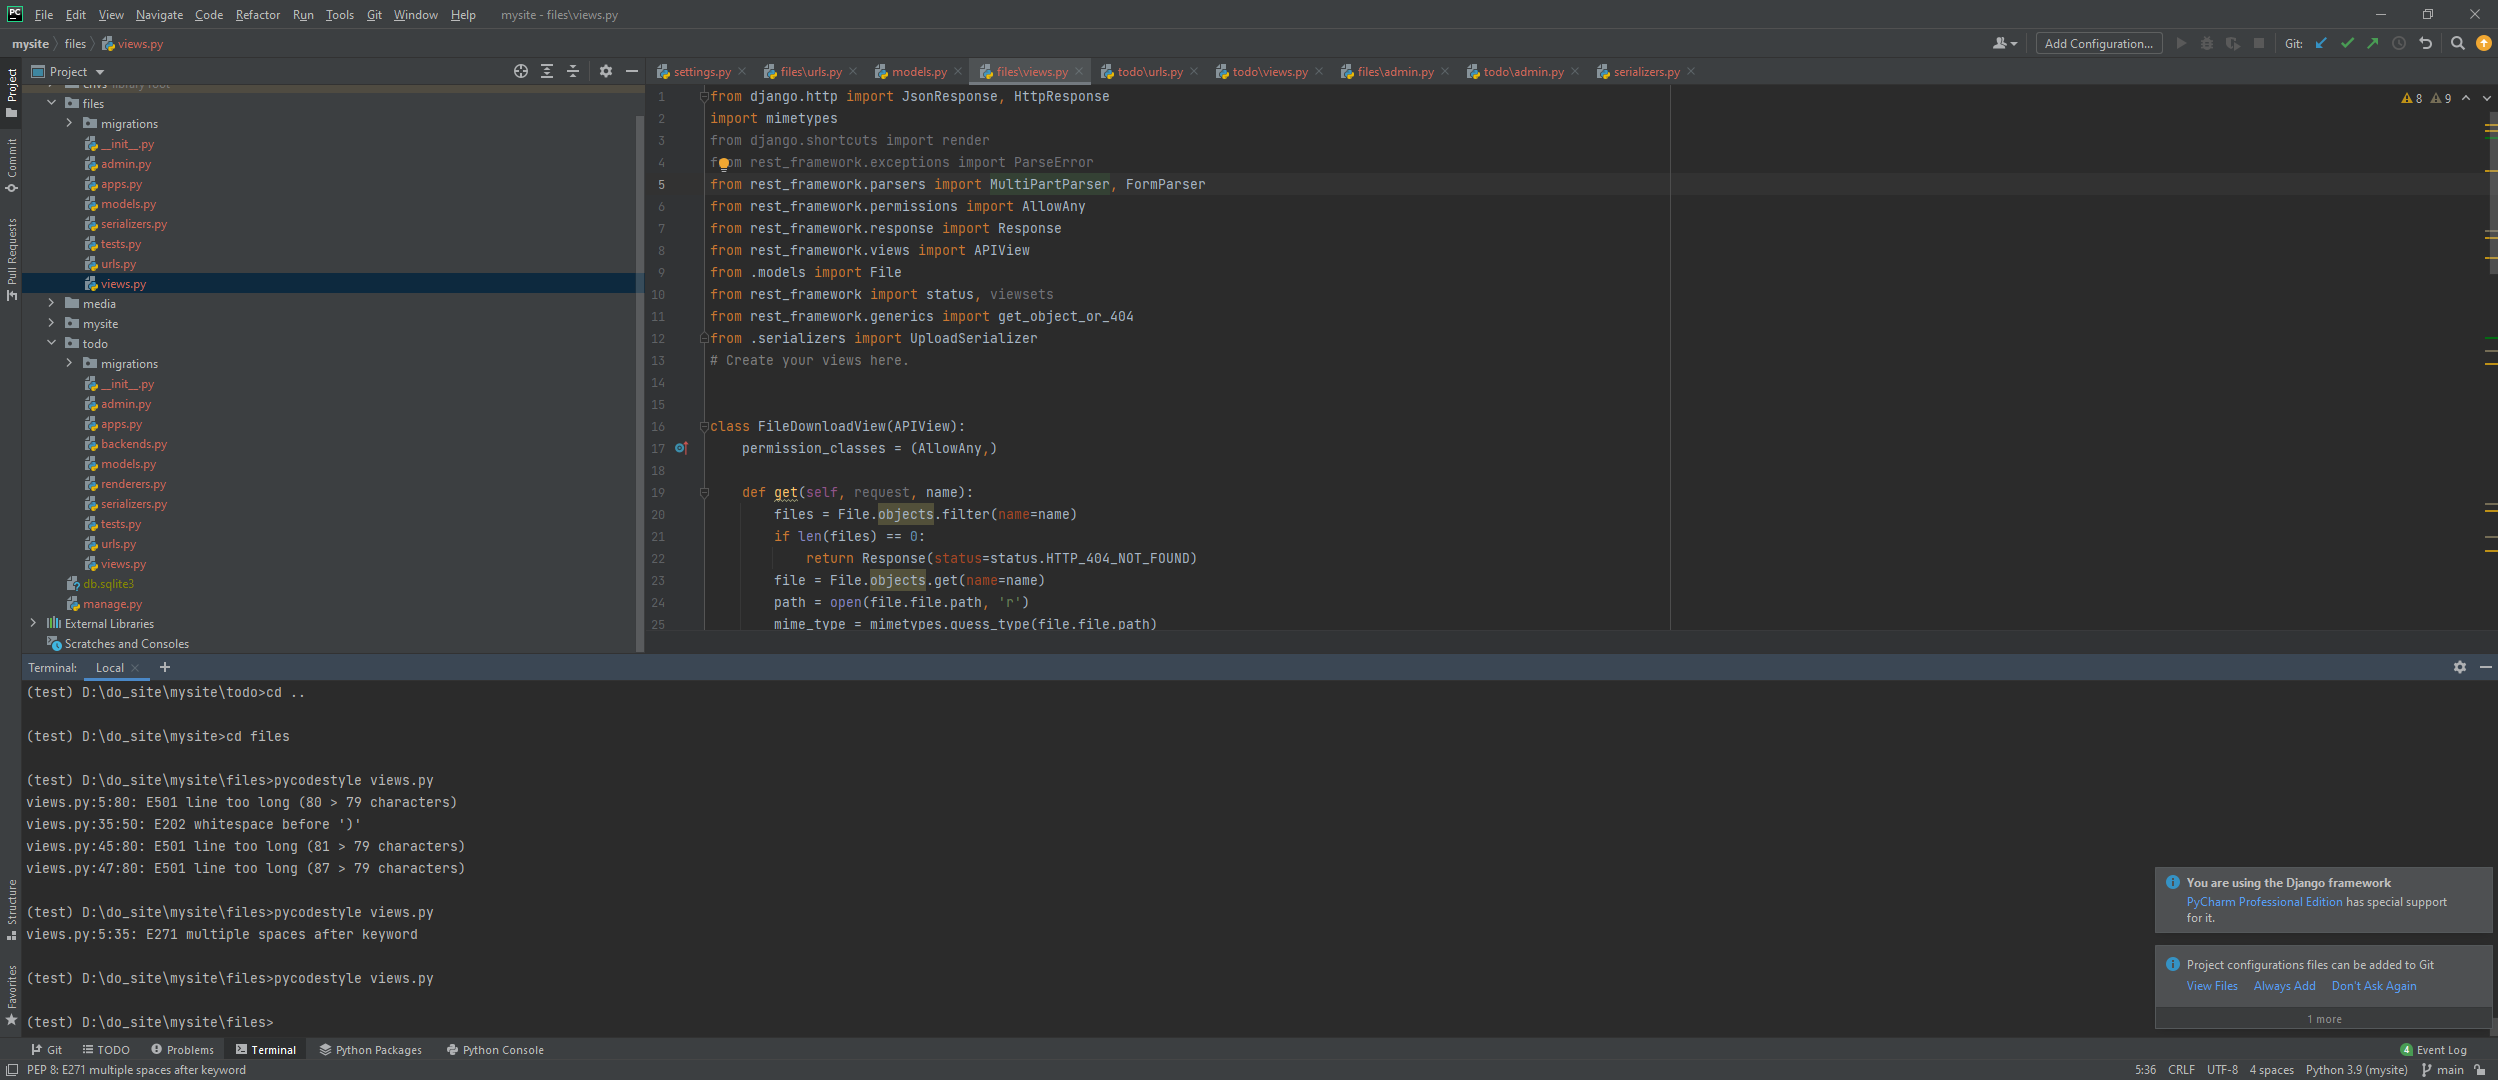 PC File Edit View Navigate Code Refactor Run Tools Git Window Help mysite - files\views.py
mysite files views.py
Add Configuration... Git:
Project
settings.py files\urls.py models.py files\views.py todo\urls.py todo\views.py files\admin.py todo\admin.py serializers.py
Project
Commit
Pull Requests
Structure
Favorites
library root
files
migrations
__init__.py
admin.py
apps.py
models.py
serializers.py
tests.py
urls.py
views.py
media
mysite
todo
migrations
__init__.py
admin.py
apps.py
backends.py
models.py
renderers.py
serializers.py
tests.py
urls.py
views.py
db.sqlite3
manage.py
External Libraries
Scratches and Consoles
8 9
1 from django.http import JsonResponse, HttpResponse
2 import mimetypes
3 from django.shortcuts import render
4 from rest_framework.exceptions import ParseError
5 from rest_framework.parsers import MultiPartParser, FormParser
6 from rest_framework.permissions import AllowAny
7 from rest_framework.response import Response
8 from rest_framework.views import APIView
9 from .models import File
10 from rest_framework import status, viewsets
11 from rest_framework.generics import get_object_or_404
12 from .serializers import UploadSerializer
13 # Create your views here.
14
15
16 class FileDownloadView(APIView):
17 permission_classes = (AllowAny,)
18
19 def get(self, request, name):
20 files = File.objects.filter(name=name)
21 if len(files) == 0:
22 return Response(status=status.HTTP_404_NOT_FOUND)
23 file = File.objects.get(name=name)
24 path = open(file.file.path, 'r')
25 mime_type = mimetypes.guess_type(file.file.path)
Terminal: Local
(test) D:\do_site\mysite\todo>cd ..
(test) D:\do_site\mysite>cd files
(test) D:\do_site\mysite\files>pycodestyle views.py
views.py:5:80: E501 line too long (80 > 79 characters)
views.py:35:50: E202 whitespace before ')'
views.py:45:80: E501 line too long (81 > 79 characters)
views.py:47:80: E501 line too long (87 > 79 characters)
(test) D:\do_site\mysite\files>pycodestyle views.py
views.py:5:35: E271 multiple spaces after keyword
(test) D:\do_site\mysite\files>pycodestyle views.py
(test) D:\do_site\mysite\files>
You are using the Django framework
PyCharm Professional Edition has special support
for it.
Project configurations files can be added to Git
View Files Always Add Don't Ask Again
1 more
Git TODO Problems Terminal Python Packages Python Console 4 Event Log
PEP 8: E271 multiple spaces after keyword 5:36 CRLF UTF-8 4 spaces Python 3.9 (mysite) main